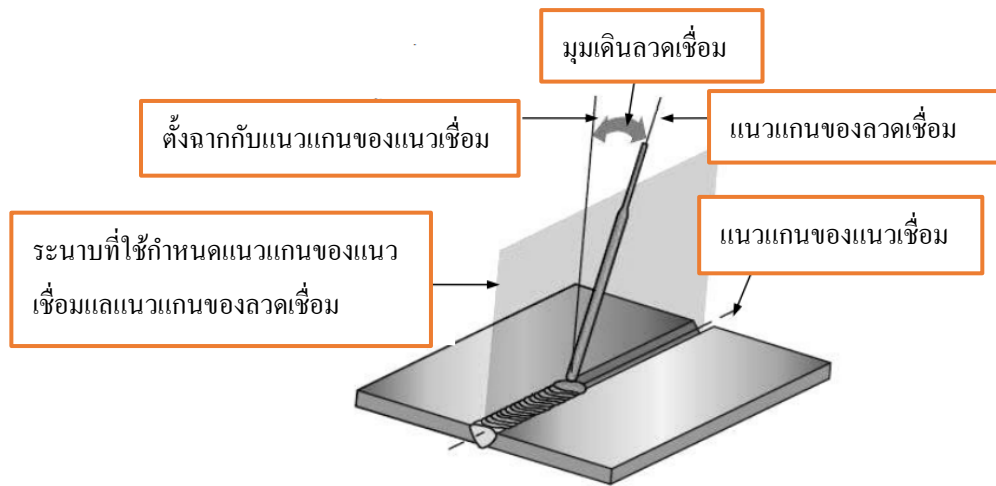 มุมเดินลวดเชื่อม
ตั้งฉากกับแนวแกนของแนวเชื่อม
แนวแกนของลวดเชื่อม
ระนาบที่ใช้กำหนดแนวแกนของแนว
เชื่อมแลแนวแกนของลวดเชื่อม
แนวแกนของแนวเชื่อม